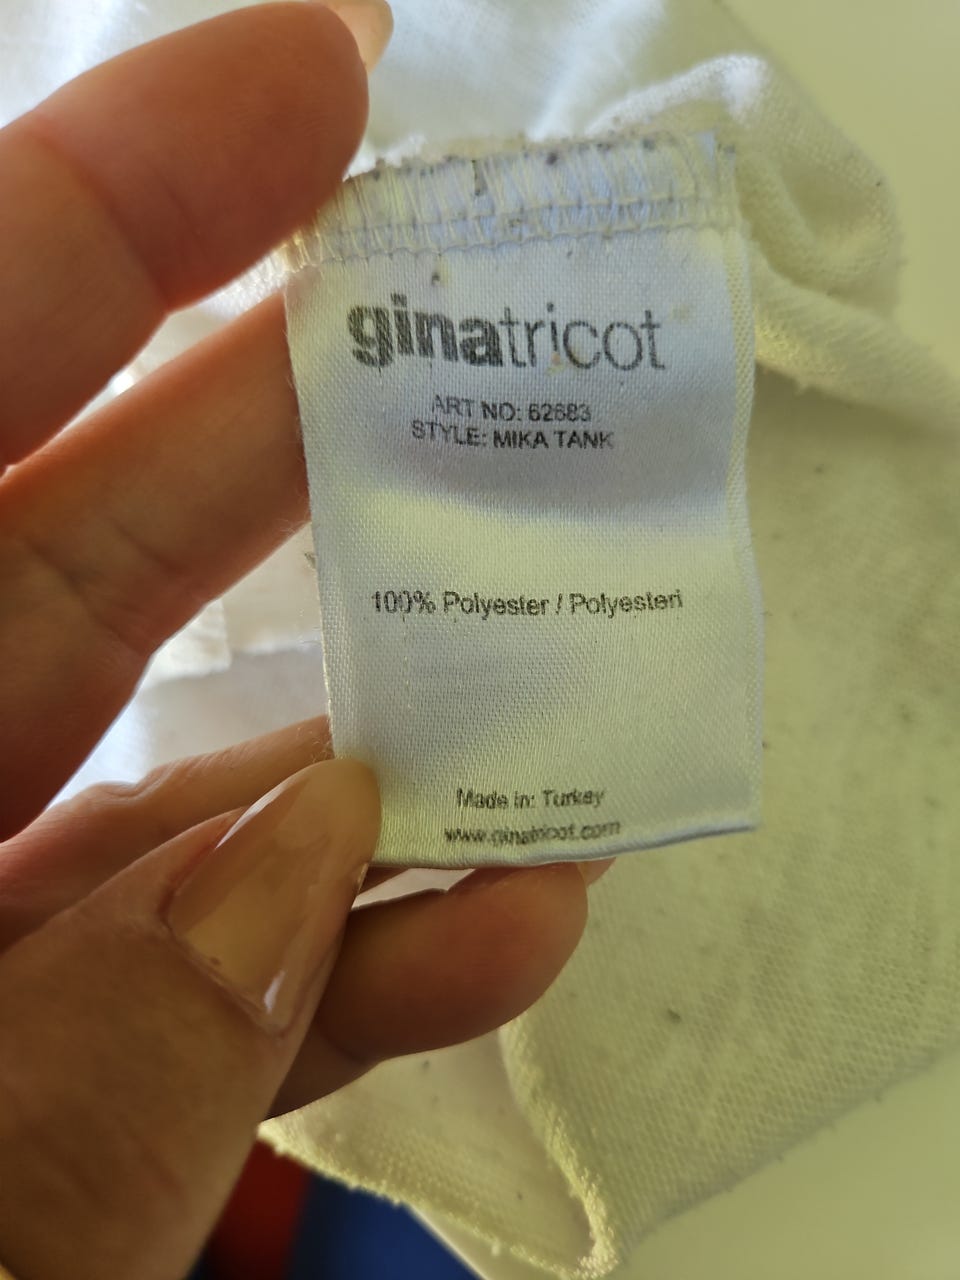 ginatricot
ART NO: 62683
STYLE: MIKA TANK
100% Polyester / Polyesteri
Made in: Turkey
www.ginatricot.com